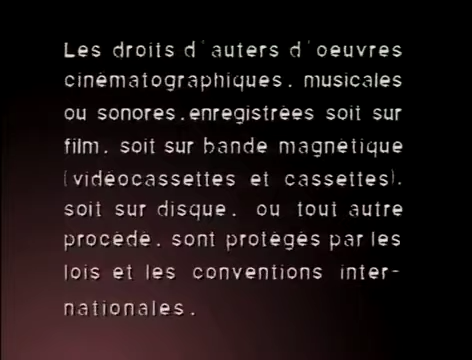 Les droits d'auters d'oeuvres
cinématographiques. musicales
ou sonores.enregistrées soit sur
film. soit sur bande magnétique
(vidéocassettes et cassettes).
soit sur disque. ou tout autre
procédé. sont protégés par les
lois et les conventions inter-
nationales.